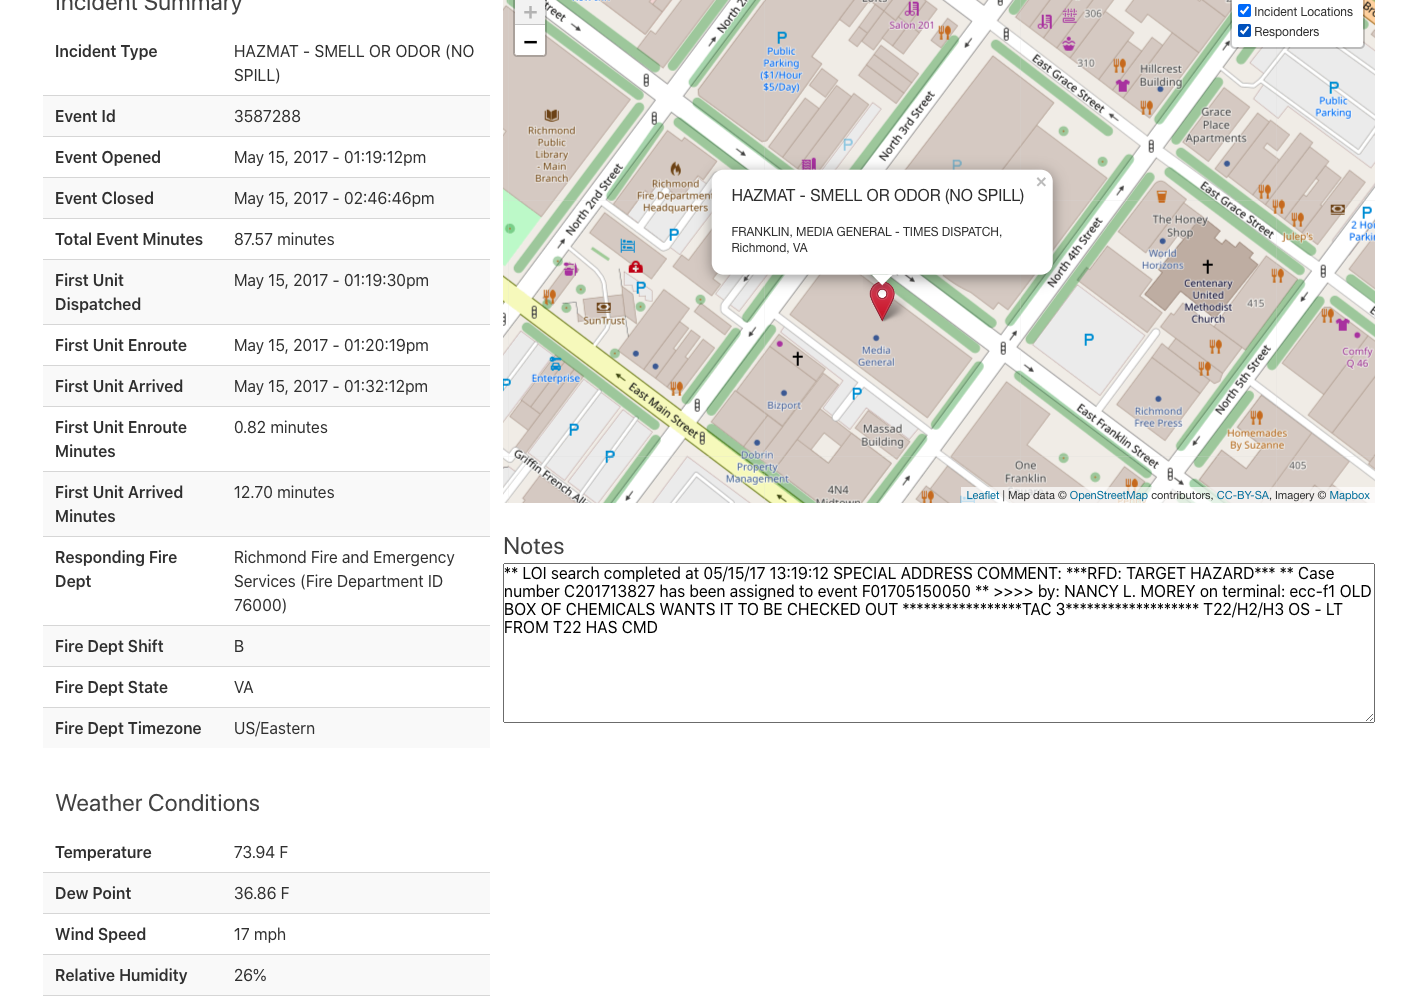 Incident Summary
Incident Type HAZMAT - SMELL OR ODOR (NO
SPILL)
Event Id 3587288
Event Opened May 15, 2017 - 01:19:12pm
Event Closed May 15, 2017 - 02:46:46pm
Total Event Minutes 87.57 minutes
First Unit
Dispatched May 15, 2017 - 01:19:30pm
First Unit Enroute May 15, 2017 - 01:20:19pm
First Unit Arrived May 15, 2017 - 01:32:12pm
First Unit Enroute
Minutes 0.82 minutes
First Unit Arrived
Minutes 12.70 minutes
Responding Fire
Dept Richmond Fire and Emergency
Services (Fire Department ID
76000)
Fire Dept Shift B
Fire Dept State VA
Fire Dept Timezone US/Eastern
Weather Conditions
Temperature 73.94 F
Dew Point 36.86 F
Wind Speed 17 mph
Relative Humidity 26%
+
−
Incident Locations
Responders
Salon 201
306
310
Public
Parking
($1/Hour
$5/Day)
Hillcrest
Building
East Grace Street
Public
Parking
Grace
Place
Apartments
Richmond
Public
Library
- Main
Branch
North 3rd Street
North 2nd Street
Richmond
Fire Department
Headquarters
HAZMAT - SMELL OR ODOR (NO SPILL)
×
FRANKLIN, MEDIA GENERAL - TIMES DISPATCH,
Richmond, VA
East Grace Street
The Honey
Shop
Julep's
World
Horizons
North 4th Street
Centenary
United
Methodist
Church
415
SunTrust
Media
General
Enterprise
East Main Street
Bizport
Massad
Building
Comfy
Q 46
North 5th Street
Richmond
Free Press
East Franklin Street
Homemades
By Suzanne
Dobrin
Property
Management
Griffin French All
One
Franklin
405
4N4
Midtown
Leaflet | Map data © OpenStreetMap contributors, CC-BY-SA, Imagery © Mapbox
Notes
** LOI search completed at 05/15/17 13:19:12 SPECIAL ADDRESS COMMENT: ***RFD: TARGET HAZARD*** ** Case
number C201713827 has been assigned to event F01705150050 ** >>>> by: NANCY L. MOREY on terminal: ecc-f1 OLD
BOX OF CHEMICALS WANTS IT TO BE CHECKED OUT *****************TAC 3******************* T22/H2/H3 OS - LT
FROM T22 HAS CMD